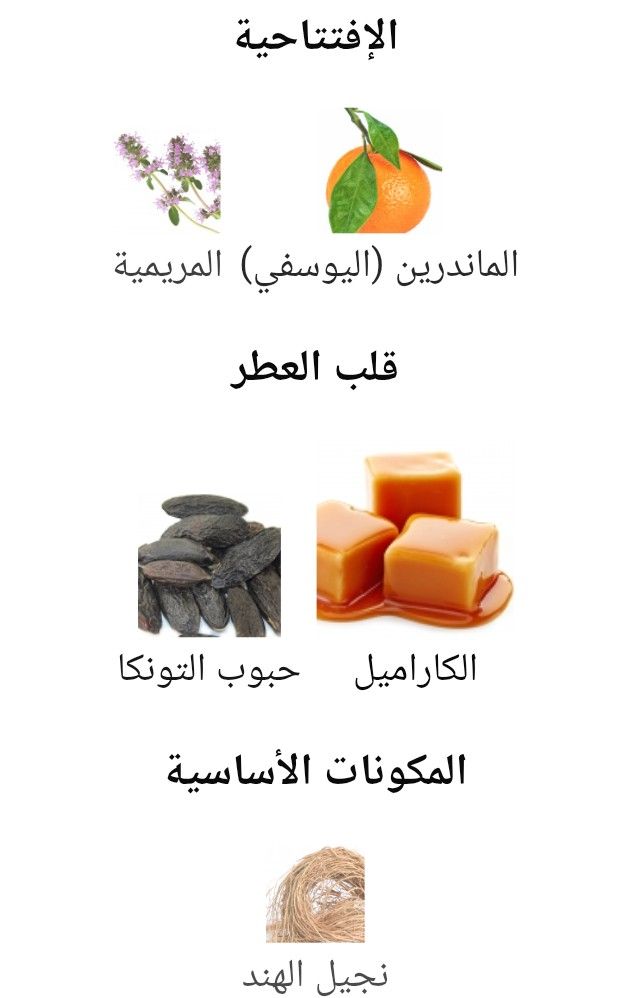 الإفتتاحية
الماندرين (اليوسفي) المريمية
قلب العطر
الكاراميل حبوب التونكا
المكونات الأساسية
نجيل الهند